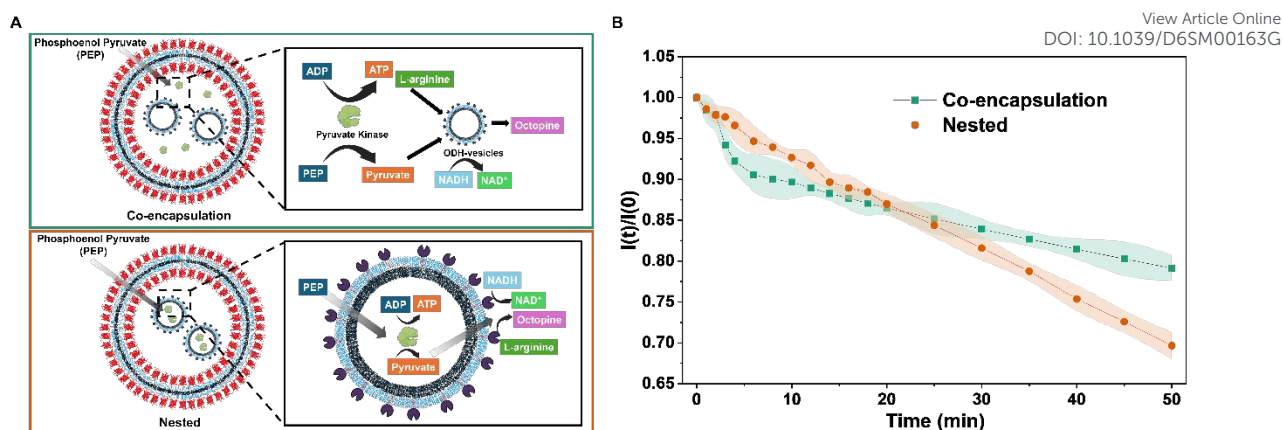 View Article Online
DOI: 10.1039/D6SM00163G
A
Phosphoenol Pyruvate
(PEP)
Co-encapsulation
ADP
ATP
L-arginine
Pyruvate Kinase
ODH-vesicles
Octopine
PEP
Pyruvate
NADH
NAD⁺
Phosphoenol Pyruvate
(PEP)
Nested
PEP
ADP
ATP
Pyruvate
NADH
NAD⁺
Octopine
L-arginine
B
Co-encapsulation
Nested
I(t)/I(0)
1.05
1.00
0.95
0.90
0.85
0.80
0.75
0.70
0.65
0 10 20 30 40 50
Time (min)